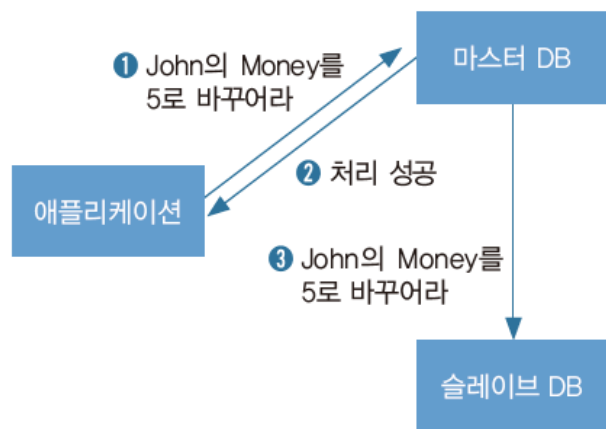 ❶ John의 Money를
5로 바꾸어라
마스터 DB
❷ 처리 성공
애플리케이션
❸ John의 Money를
5로 바꾸어라
슬레이브 DB